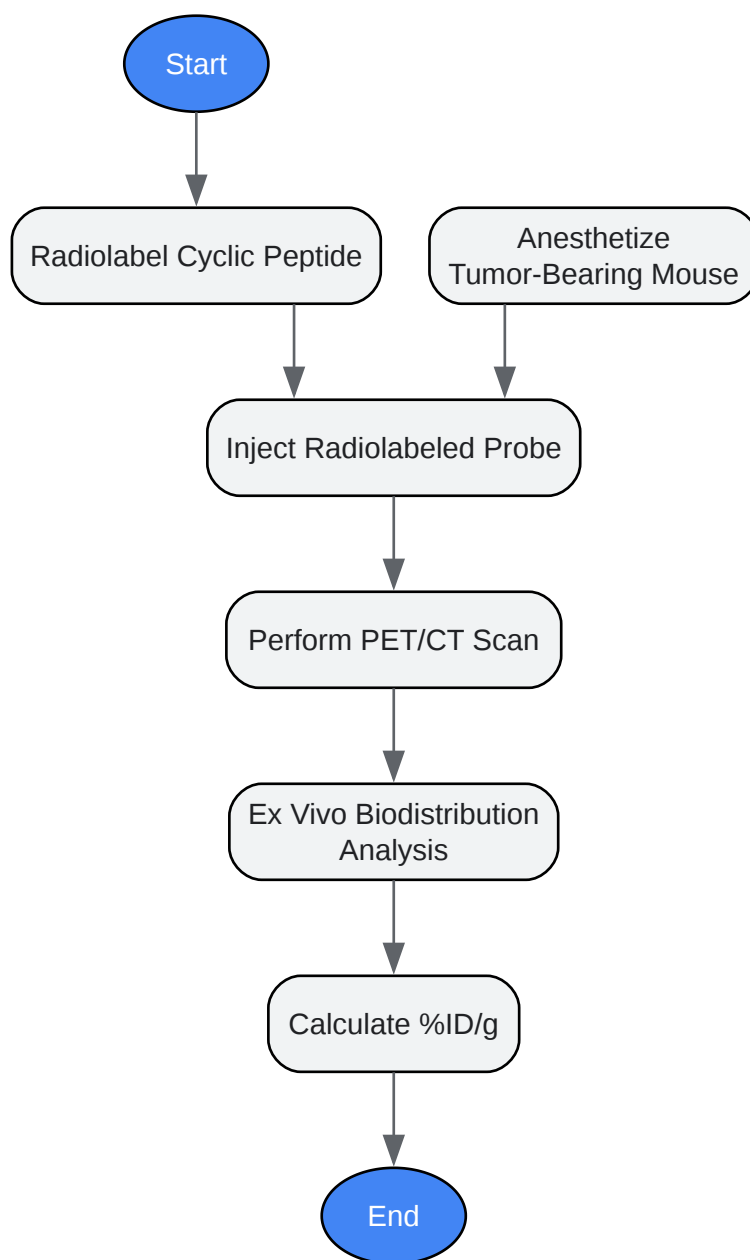 Start
Radiolabel Cyclic Peptide
Anesthetize
Tumor-Bearing Mouse
Inject Radiolabeled Probe
Perform PET/CT Scan
Ex Vivo Biodistribution
Analysis
Calculate %ID/g
End